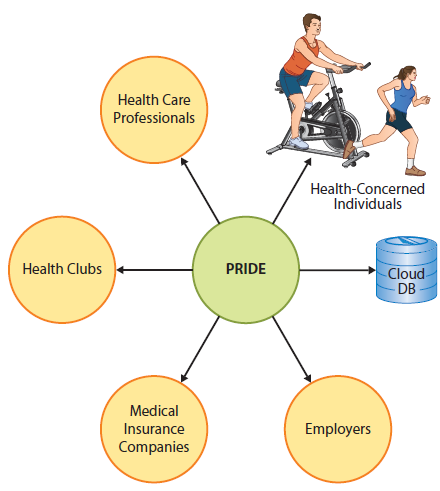 Health Care
Professionals
Health-Concerned
Individuals
Health Clubs
PRIDE
Cloud
DB
Medical
Insurance
Companies
Employers